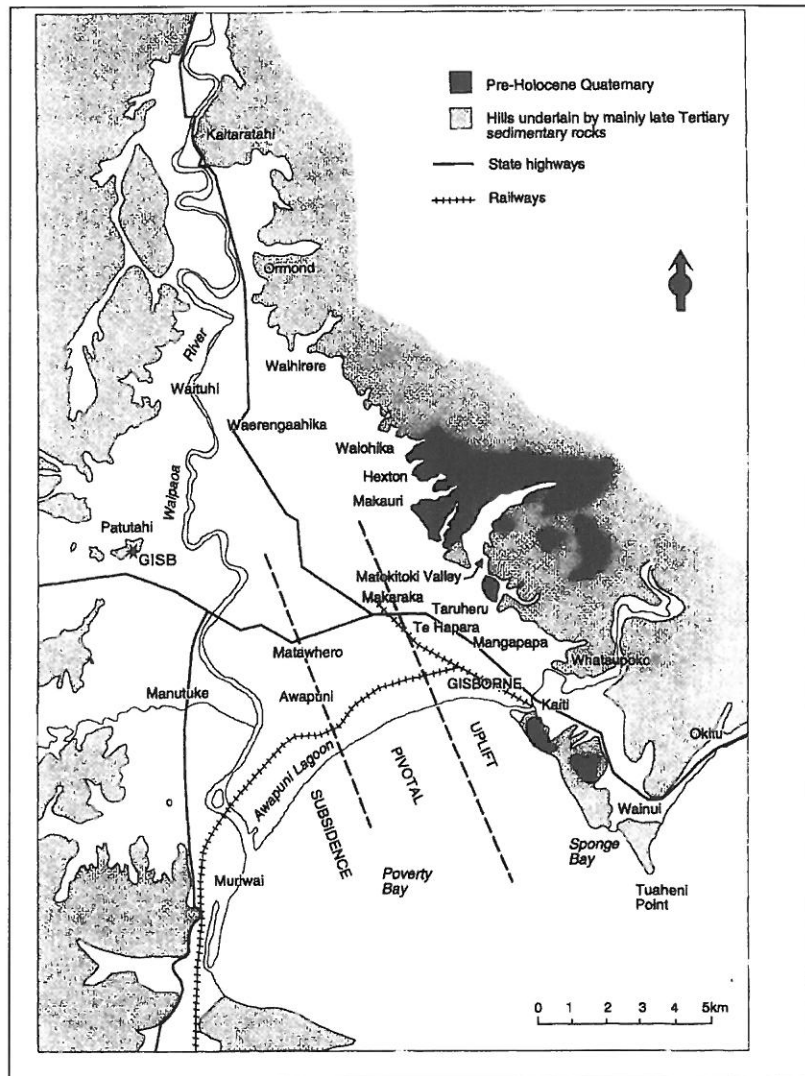 Pre-Holocene Quaternary
Hills underlain by mainly late Tertiary
sedimentary rocks
State highways
Railways
Kaitaratahi
Ormond
River
Waihirere
Waituhi
Waerengaahika
Waiohika
Hexton
Makauri
Waipaoa
Patutahi
GISB
Matokitoki Valley
Makaraka
Taruheru
Te Hapara
Mangapapa
Matawhero
Whataupoko
Manutuke
Awapuni
GISBORNE
Kaiti
Okitu
UPLIFT
PIVOTAL
Awapuni Lagoon
SUBSIDENCE
Wainui
Sponge
Bay
Muriwai
Poverty
Bay
Tuaheni
Point
0 1 2 3 4 5km